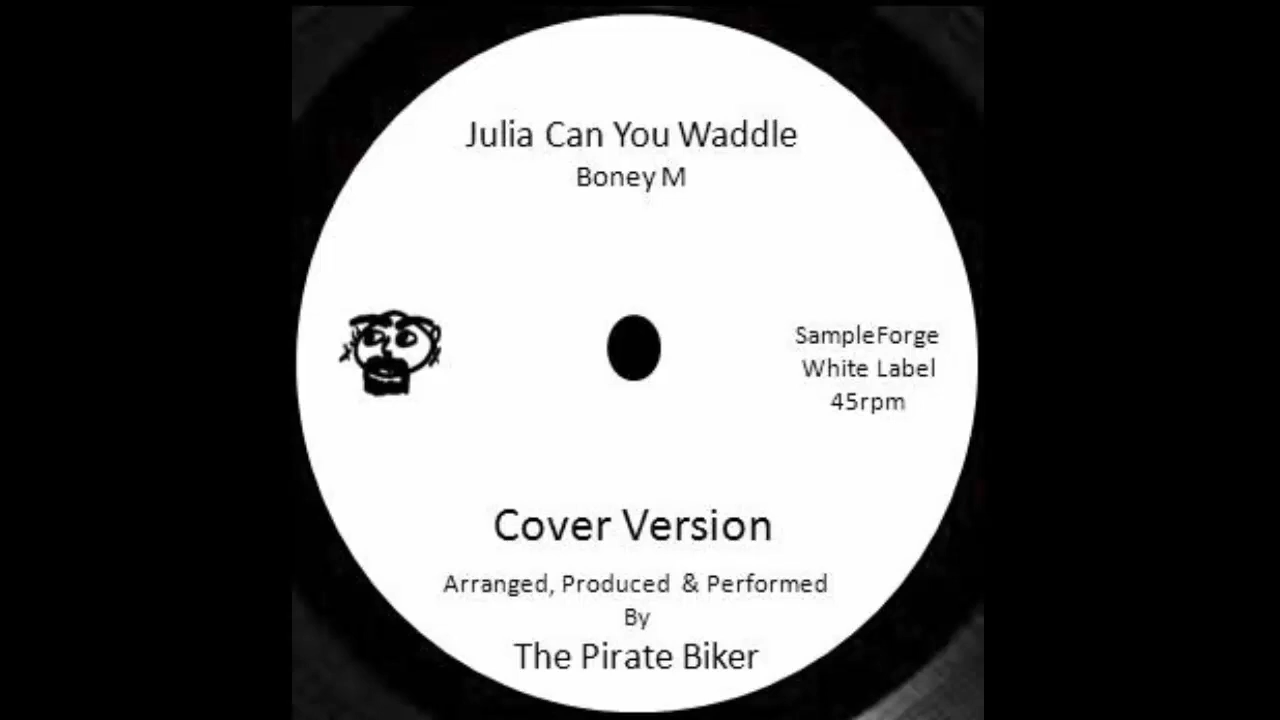 Julia Can You Waddle
Boney M
SampleForge
White Label
45rpm
Cover Version
Arranged, Produced & Performed
By
The Pirate Biker